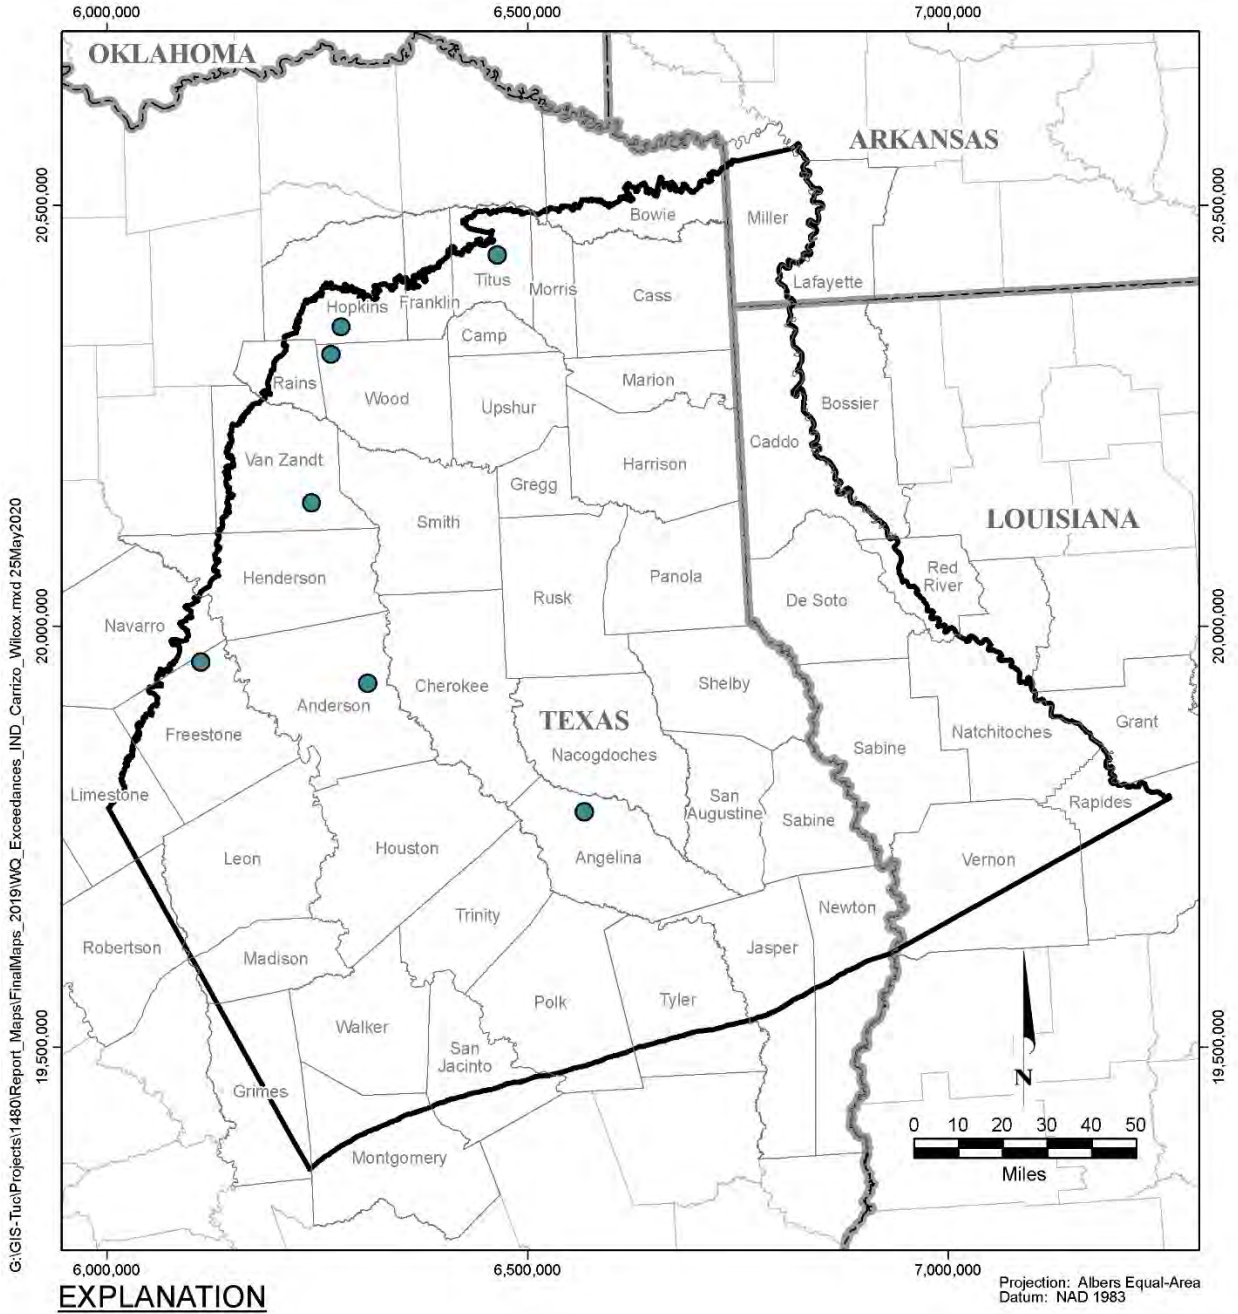 6,000,000
6,500,000
7,000,000
OKLAHOMA
ARKANSAS
20,500,000
20,500,000
Bowie
Miller
Titus
Lafayette
Morris
Cass
Hopkins
Franklin
Camp
Marion
Rains
Wood
Upshur
Bossier
Caddo
Van Zandt
Harrison
Gregg
Smith
LOUISIANA
Henderson
Panola
Red
River
Rusk
De Soto
Navarro
20,000,000
20,000,000
Cherokee
Shelby
Anderson
TEXAS
Grant
Freestone
Nacogdoches
Natchitoches
Sabine
Limestone
San
Augustine
Rapides
Sabine
Leon
Houston
Angelina
Vernon
Trinity
Newton
Robertson
Madison
Jasper
Polk
Tyler
Walker
19,500,000
19,500,000
San
Jacinto
N
Grimes
0 10 20 30 40 50
Miles
Montgomery
G:\GIS-Tuc\Projects\1480\Report_Maps\FinalMaps_2019\WQ_Exceedances_IND_Carrizo_Wilcox.mxd 25May2020
6,000,000
6,500,000
7,000,000
EXPLANATION
Projection: Albers Equal-Area
Datum: NAD 1983